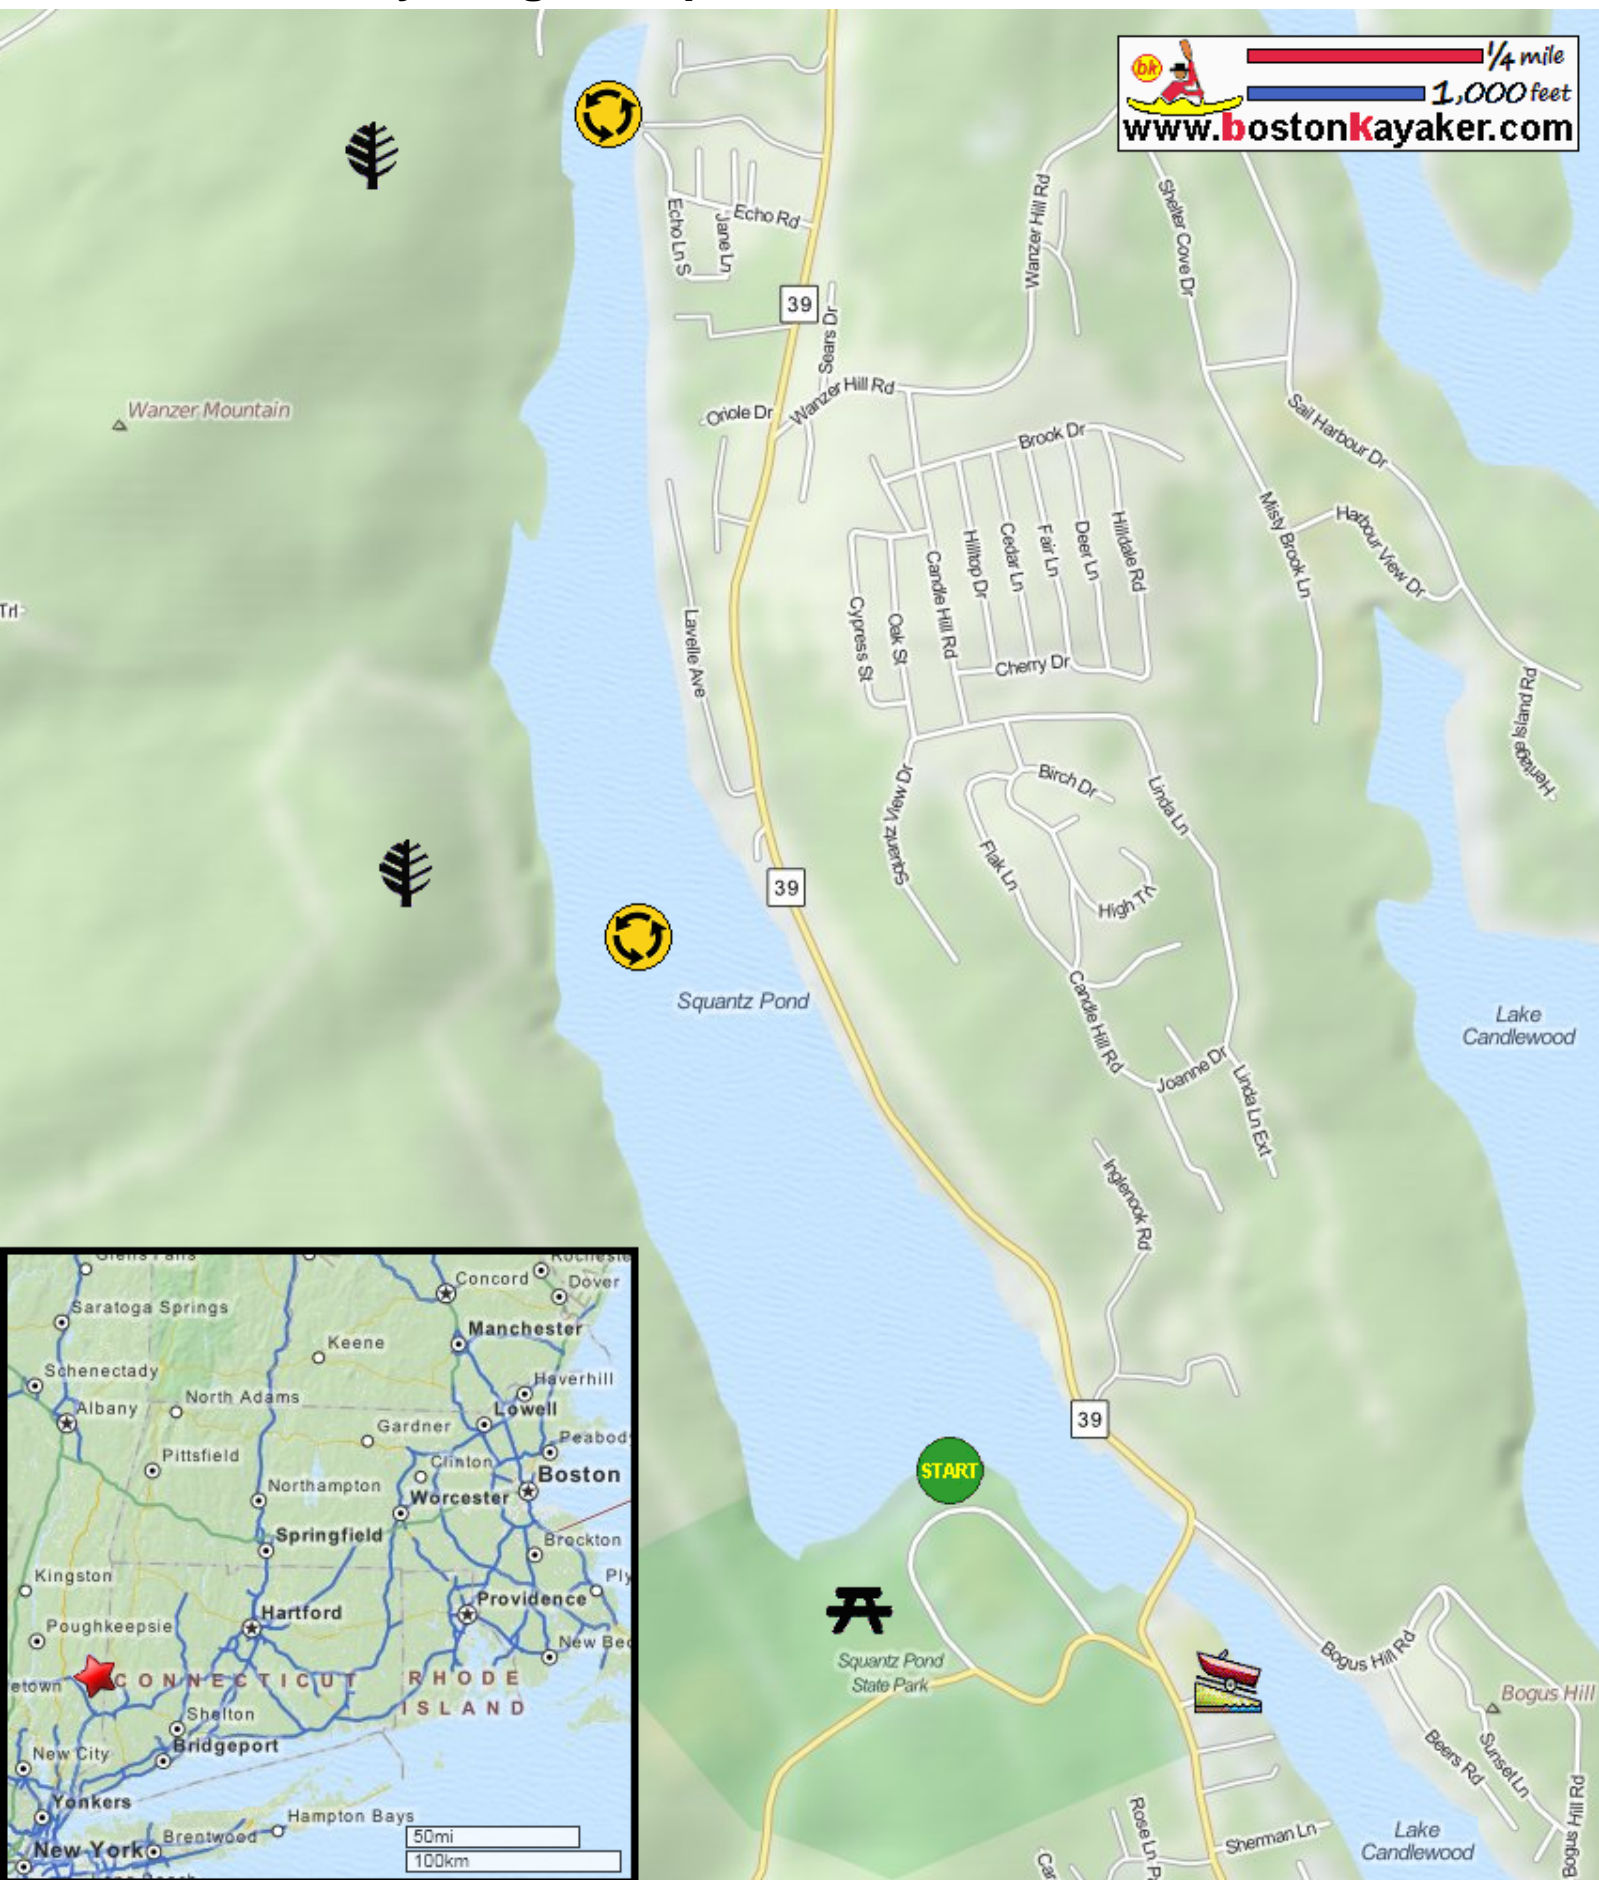 bk
1/4 mile
1,000 feet
www.bostonkayaker.com
Echo Ln S
Jane Ln
Echo Rd
39
Sears Dr
Wanzer Hill Rd
Shelter Cove Dr
Wanzer Mountain
Oriole Dr
Wanzer Hill Rd
Brook Dr
Sail Harbour Dr
Misty Brook Ln
Harbour View Dr
Hilltop Dr
Cedar Ln
Fair Ln
Deer Ln
Hilldale Rd
Candle Hill Rd
Trl
Cypress St
Oak St
Lavelle Ave
Cherry Dr
Heritage Island Rd
Squantz View Dr
Birch Dr
Linda Ln
Flak Ln
39
High Trl
Squantz Pond
Lake
Candlewood
Candle Hill Rd
Joanne Dr
Linda Ln Ext
Inglenook Rd
39
START
Squantz Pond
State Park
Bogus Hill Rd
Bogus Hill
Beers Rd
Sunset Ln
Bogus Hill Rd
Rose Ln
Sherman Ln
Lake
Candlewood
Glens Falls
Concord
Dover
Saratoga Springs
Manchester
Keene
Schenectady
Haverhill
North Adams
Albany
Lowell
Gardner
Peabod
Pittsfield
Clinton
Boston
Northampton
Worcester
Springfield
Brockton
Kingston
Ply
Providence
Hartford
Poughkeepsie
New Bed
etown
CONNECTICUT
RHODE
ISLAND
Shelton
New City
Bridgeport
Yonkers
Hampton Bays
Brentwood
New York
50mi
100km